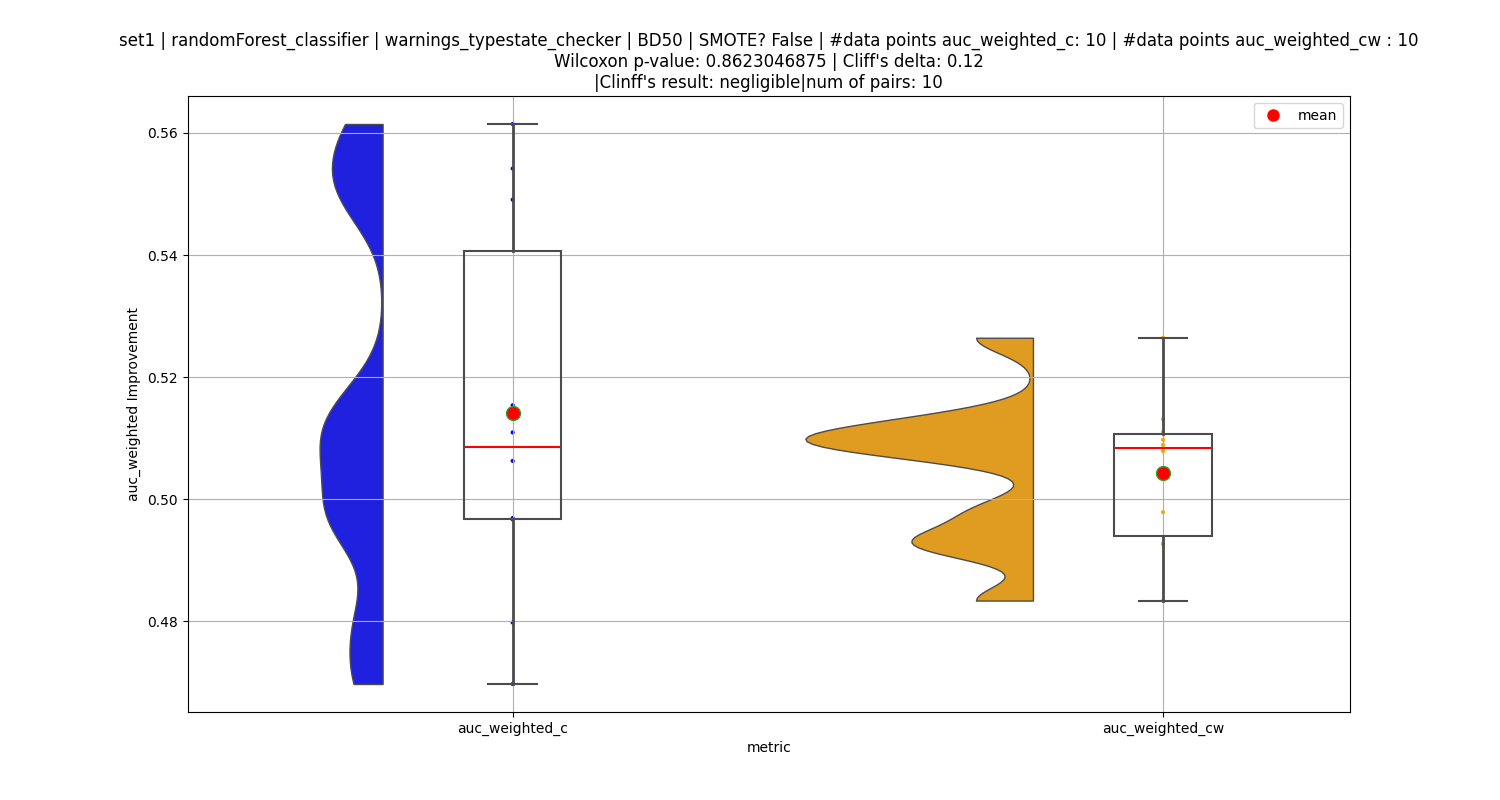 set1 | randomForest_classifier | warnings_typestate_checker | BD50 | SMOTE? False | #data points auc_weighted_c: 10 | #data points auc_weighted_cw : 10
Wilcoxon p-value: 0.8623046875 | Cliff's delta: 0.12
|Clinff's result: negligible|num of pairs: 10
mean
0.56
0.54
0.52
0.50
0.48
auc_weighted Improvement
auc_weighted_c
auc_weighted_cw
metric